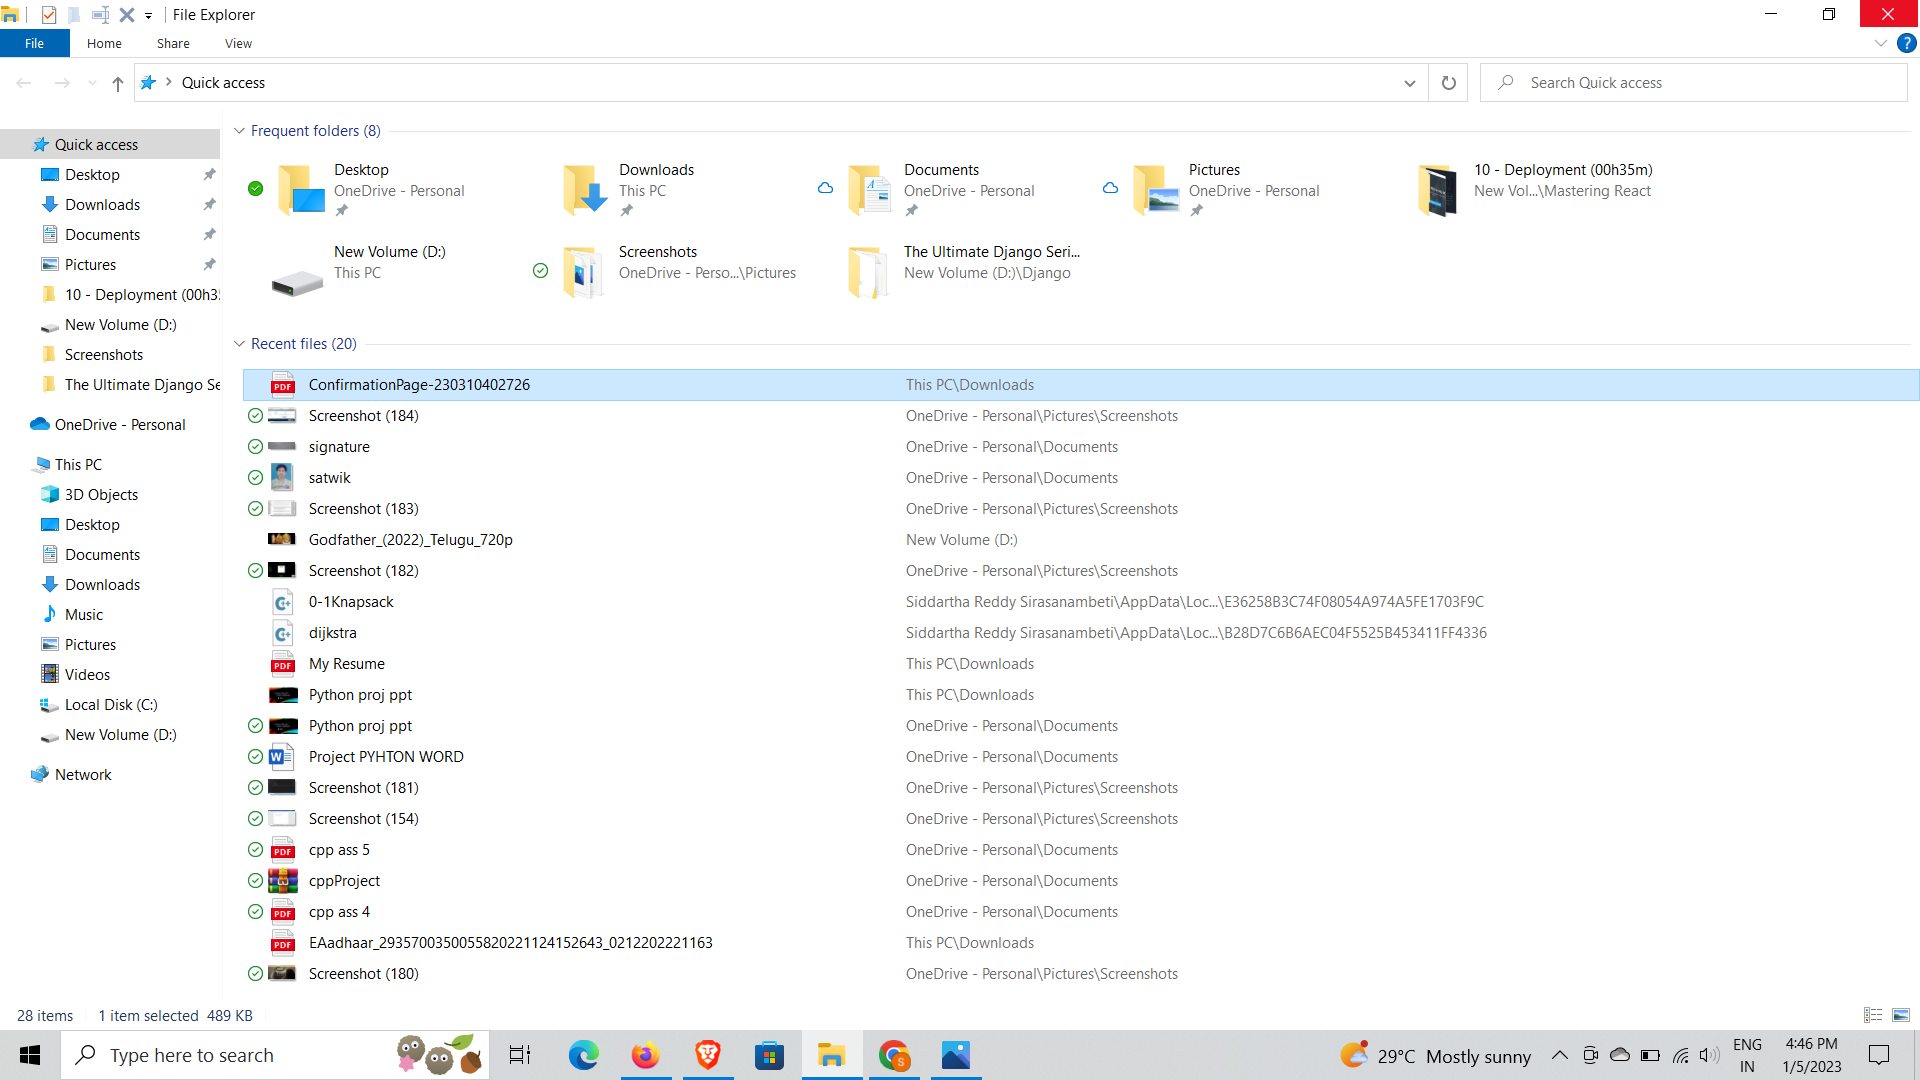 File Explorer
File Home Share View
Quick access
Search Quick access
Quick access
Desktop
Downloads
Documents
Pictures
10 - Deployment (00h3
New Volume (D:)
Screenshots
The Ultimate Django Se
OneDrive - Personal
This PC
3D Objects
Desktop
Documents
Downloads
Music
Pictures
Videos
Local Disk (C:)
New Volume (D:)
Network
Frequent folders (8)
Desktop
OneDrive - Personal
Downloads
This PC
Documents
OneDrive - Personal
Pictures
OneDrive - Personal
10 - Deployment (00h35m)
New Vol...\Mastering React
New Volume (D:)
This PC
Screenshots
OneDrive - Perso...\Pictures
The Ultimate Django Seri...
New Volume (D:)\Django
Recent files (20)
ConfirmationPage-230310402726 This PC\Downloads
Screenshot (184) OneDrive - Personal\Pictures\Screenshots
signature OneDrive - Personal\Documents
satwik OneDrive - Personal\Documents
Screenshot (183) OneDrive - Personal\Pictures\Screenshots
Godfather_(2022)_Telugu_720p New Volume (D:)
Screenshot (182) OneDrive - Personal\Pictures\Screenshots
0-1Knapsack Siddartha Reddy Sirasanambeti\AppData\Loc...\E36258B3C74F08054A974A5FE1703F9C
dijkstra Siddartha Reddy Sirasanambeti\AppData\Loc...\B28D7C6B6AEC04F5525B453411FF4336
My Resume This PC\Downloads
Python proj ppt This PC\Downloads
Python proj ppt OneDrive - Personal\Documents
Project PYHTON WORD OneDrive - Personal\Documents
Screenshot (181) OneDrive - Personal\Pictures\Screenshots
Screenshot (154) OneDrive - Personal\Pictures\Screenshots
cpp ass 5 OneDrive - Personal\Documents
cppProject OneDrive - Personal\Documents
cpp ass 4 OneDrive - Personal\Documents
EAadhaar_2935700350055820221124152643_0212202221163 This PC\Downloads
Screenshot (180) OneDrive - Personal\Pictures\Screenshots
28 items 1 item selected 489 KB
Type here to search
29°C Mostly sunny
ENG
IN
4:46 PM
1/5/2023